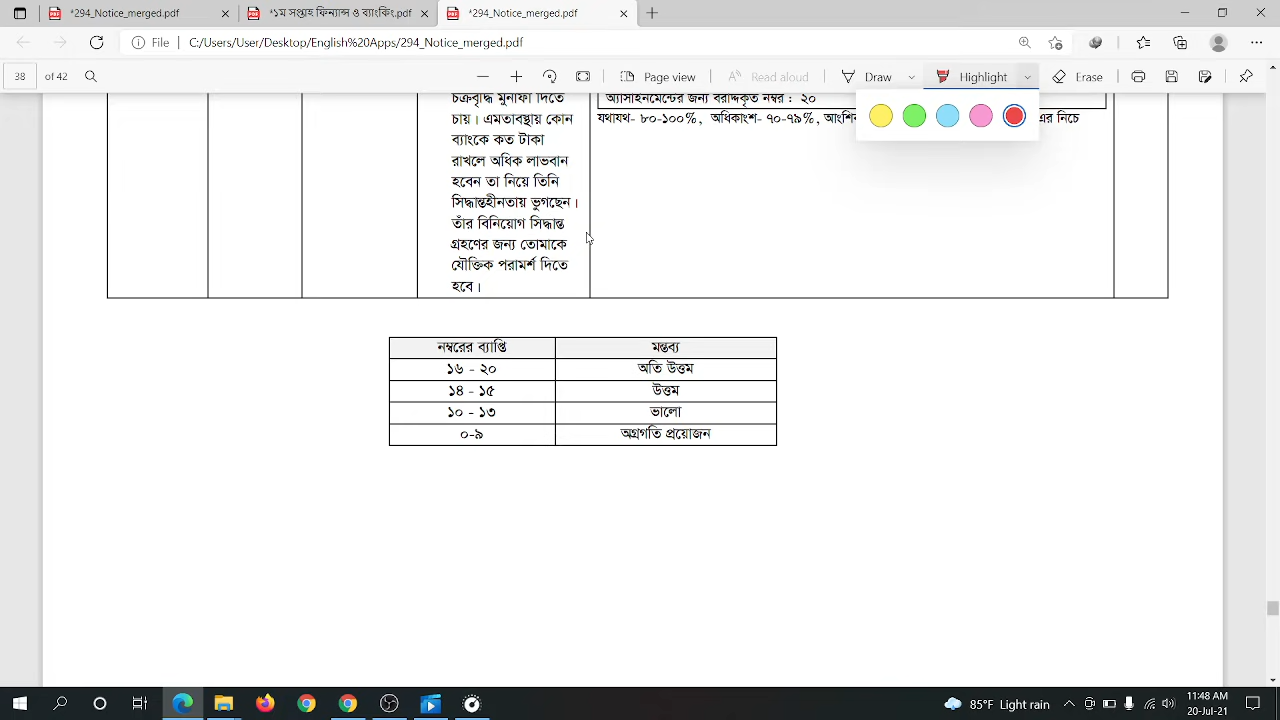 *294_Notice_merged.pdf
*১ম সপ্তাহ ফিন্যান্স ও ব্যাংকিং.pdf
*294_Notice_merged.pdf
File C:/Users/User/Desktop/English%20Apps/294_Notice_merged.pdf
38 of 42 Page view Read aloud Draw Highlight Erase
চক্রবৃদ্ধি মুনাফা দিতে
চায়। এমতাবস্থায় কোন
ব্যাংকে কত টাকা
রাখলে অধিক লাভবান
হবেন তা নিয়ে তিনি
সিদ্ধান্তহীনতায় ভুগছেন।
তাঁর বিনিয়োগ সিদ্ধান্ত
গ্রহণের জন্য তোমাকে
যৌক্তিক পরামর্শ দিতে
হবে।
অ্যাসাইনমেন্টের জন্য বরাদ্দকৃত নম্বর : ২০
যথাযথ- ৮০-১০০%, অধিকাংশ- ৭০-৭৯%, আংশিক এর নিচে
নম্বরের ব্যাপ্তি মন্তব্য
১৬ - ২০ অতি উত্তম
১৪ - ১৫ উত্তম
১০ - ১৩ ভালো
০-৯ অগ্রগতি প্রয়োজন
85°F Light rain
11:48 AM
20-Jul-21